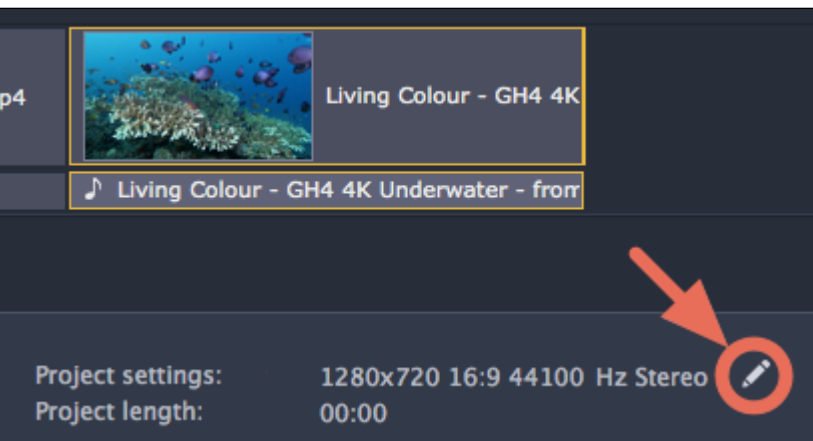 p4
Living Colour - GH4 4K
Living Colour - GH4 4K Underwater - from
Project settings: 1280x720 16:9 44100 Hz Stereo
Project length: 00:00